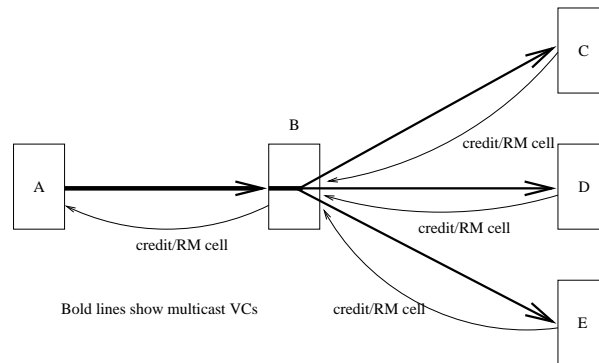 C
B
credit/RM cell
A
D
credit/RM cell
credit/RM cell
Bold lines show multicast VCs
credit/RM cell
E